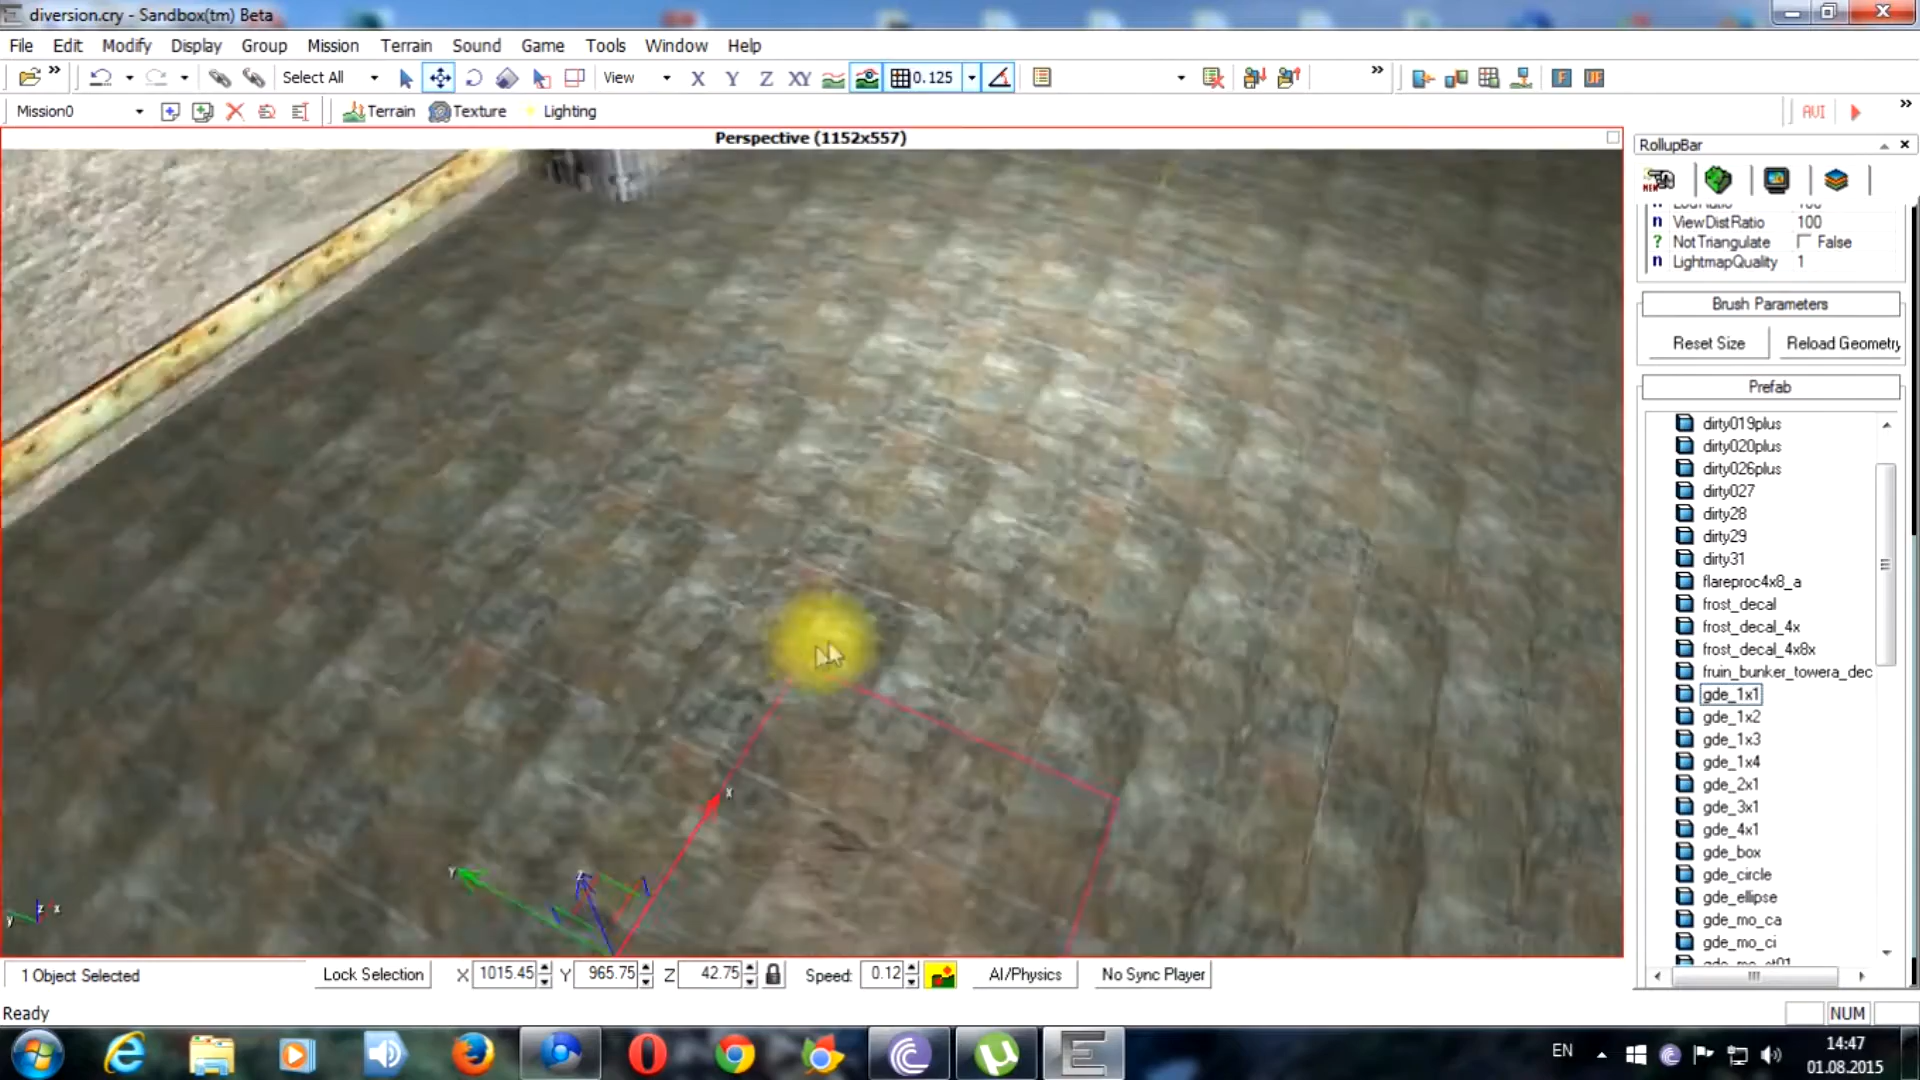 diversion.cry - Sandbox(tm) Beta
File Edit Modify Display Group Mission Terrain Sound Game Tools Window Help
Select All View X Y Z XY 0.125 F UF
Mission0 Terrain Texture Lighting AVI
Perspective (1152x557)
RollupBar
ViewDistRatio 100
NotTriangulate False
LightmapQuality 1
Brush Parameters
Reset Size Reload Geometry
Prefab
dirty019plus
dirty020plus
dirty026plus
dirty027
dirty28
dirty29
dirty31
flareproc4x8_a
frost_decal
frost_decal_4x
frost_decal_4x8x
fruin_bunker_towera_dec
gde_1x1
gde_1x2
gde_1x3
gde_1x4
gde_2x1
gde_3x1
gde_4x1
gde_box
gde_circle
gde_ellipse
gde_mo_ca
gde_mo_ci
x
Y
z
y z x
1 Object Selected Lock Selection X 1015.45 Y 965.75 Z 42.75 Speed: 0.12 AI/Physics No Sync Player
Ready NUM
EN 14:47
01.08.2015